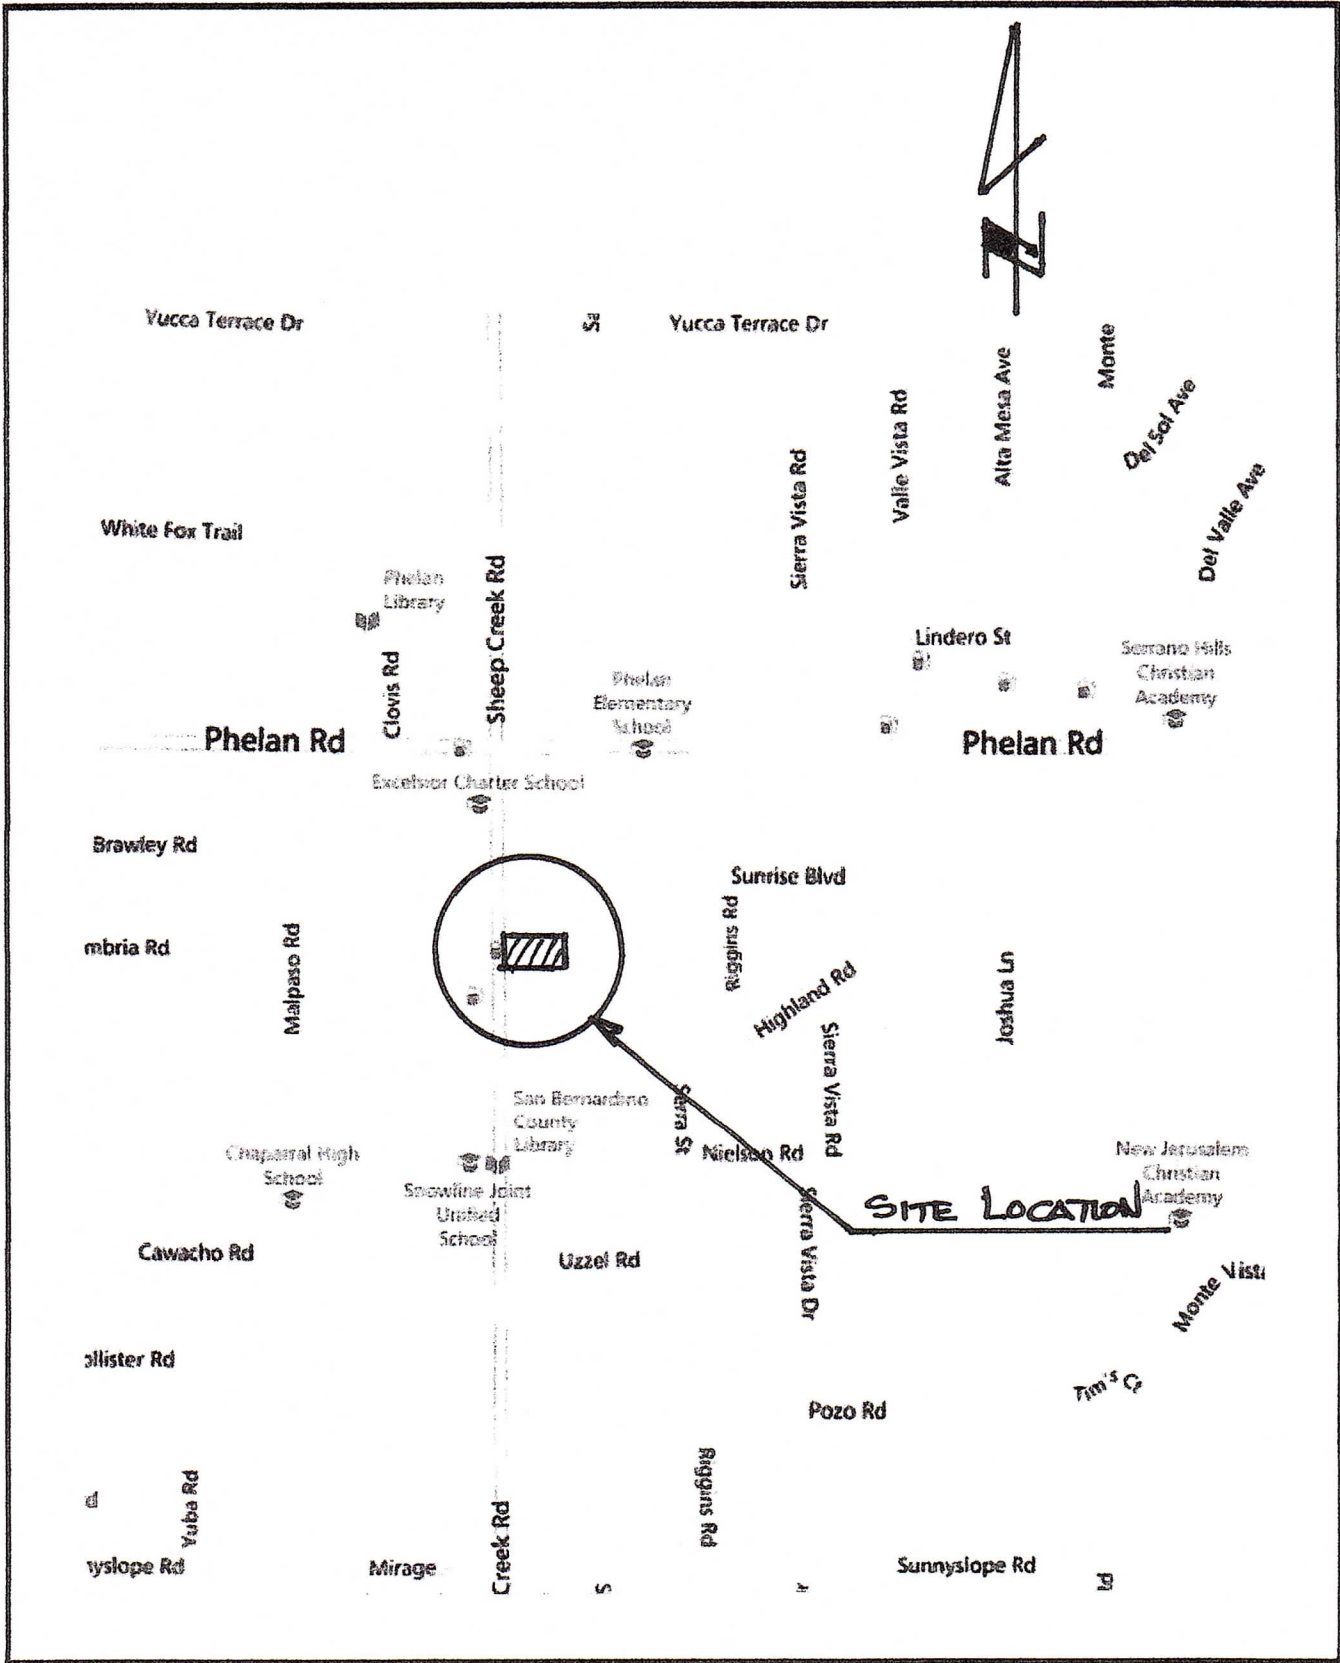 N
Yucca Terrace Dr
Yucca Terrace Dr
Monte
Alta Mesa Ave
Valle Vista Rd
Del Sol Ave
Sierra Vista Rd
Del Valle Ave
White Fox Trail
Phelan
Library
Sheep Creek Rd
Clovis Rd
Lindero St
Serrano Hills
Christian
Academy
Phelan
Elementary
School
Phelan Rd
Phelan Rd
Excelsior Charter School
Brawley Rd
Sunrise Blvd
Riggins Rd
mbria Rd
Malpaso Rd
Highland Rd
Joshua Ln
Sierra Vista Rd
San Bernardino
County
Library
Serra St
Nielson Rd
Chaparral High
School
Snowline Joint
Unified
School
New Jerusalem
Christian
Academy
SITE LOCATION
Sierra Vista Dr
Cawacho Rd
Uzzel Rd
Monte Vist
ollister Rd
Tim's Ct
Pozo Rd
Riggins Rd
d
Yuba Rd
Creek Rd
nyslope Rd
Mirage
S
Sunnyslope Rd